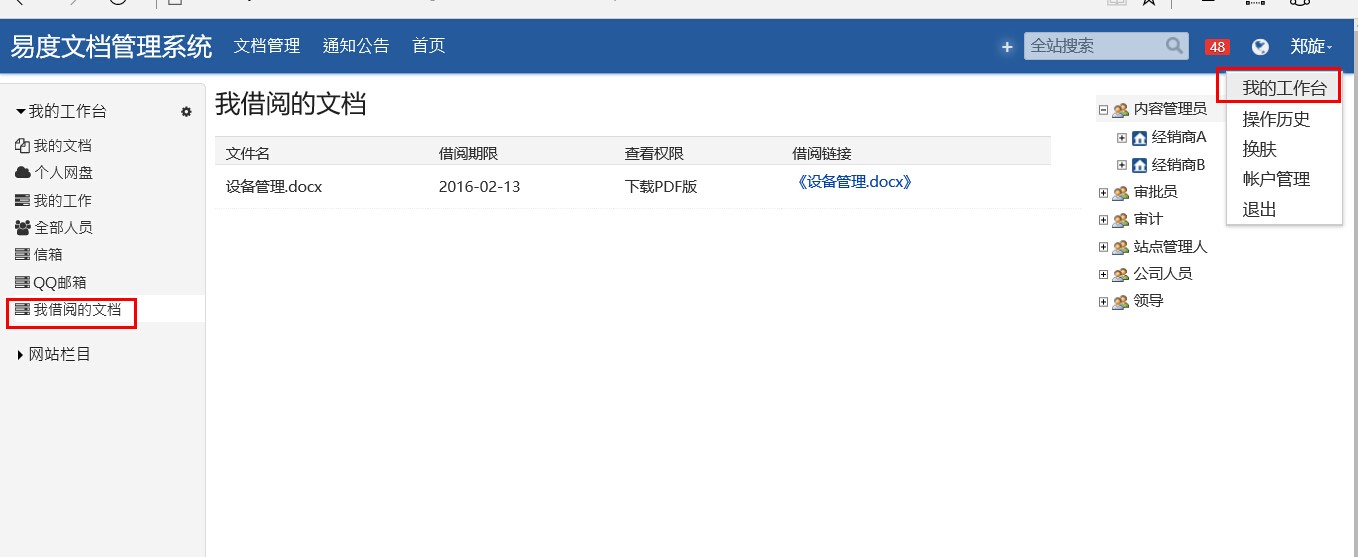 易度文档管理系统 文档管理 通知公告 首页 + 全站搜索 48 郑旋
我的工作台
操作历史
换肤
帐户管理
退出
我的工作台
我的文档
个人网盘
我的工作
全部人员
信箱
QQ邮箱
我借阅的文档
网站栏目
我借阅的文档
文件名 借阅期限 查看权限 借阅链接
设备管理.docx 2016-02-13 下载PDF版 《设备管理.docx》
内容管理员
经销商A
经销商B
审批员
审计
站点管理人
公司人员
领导